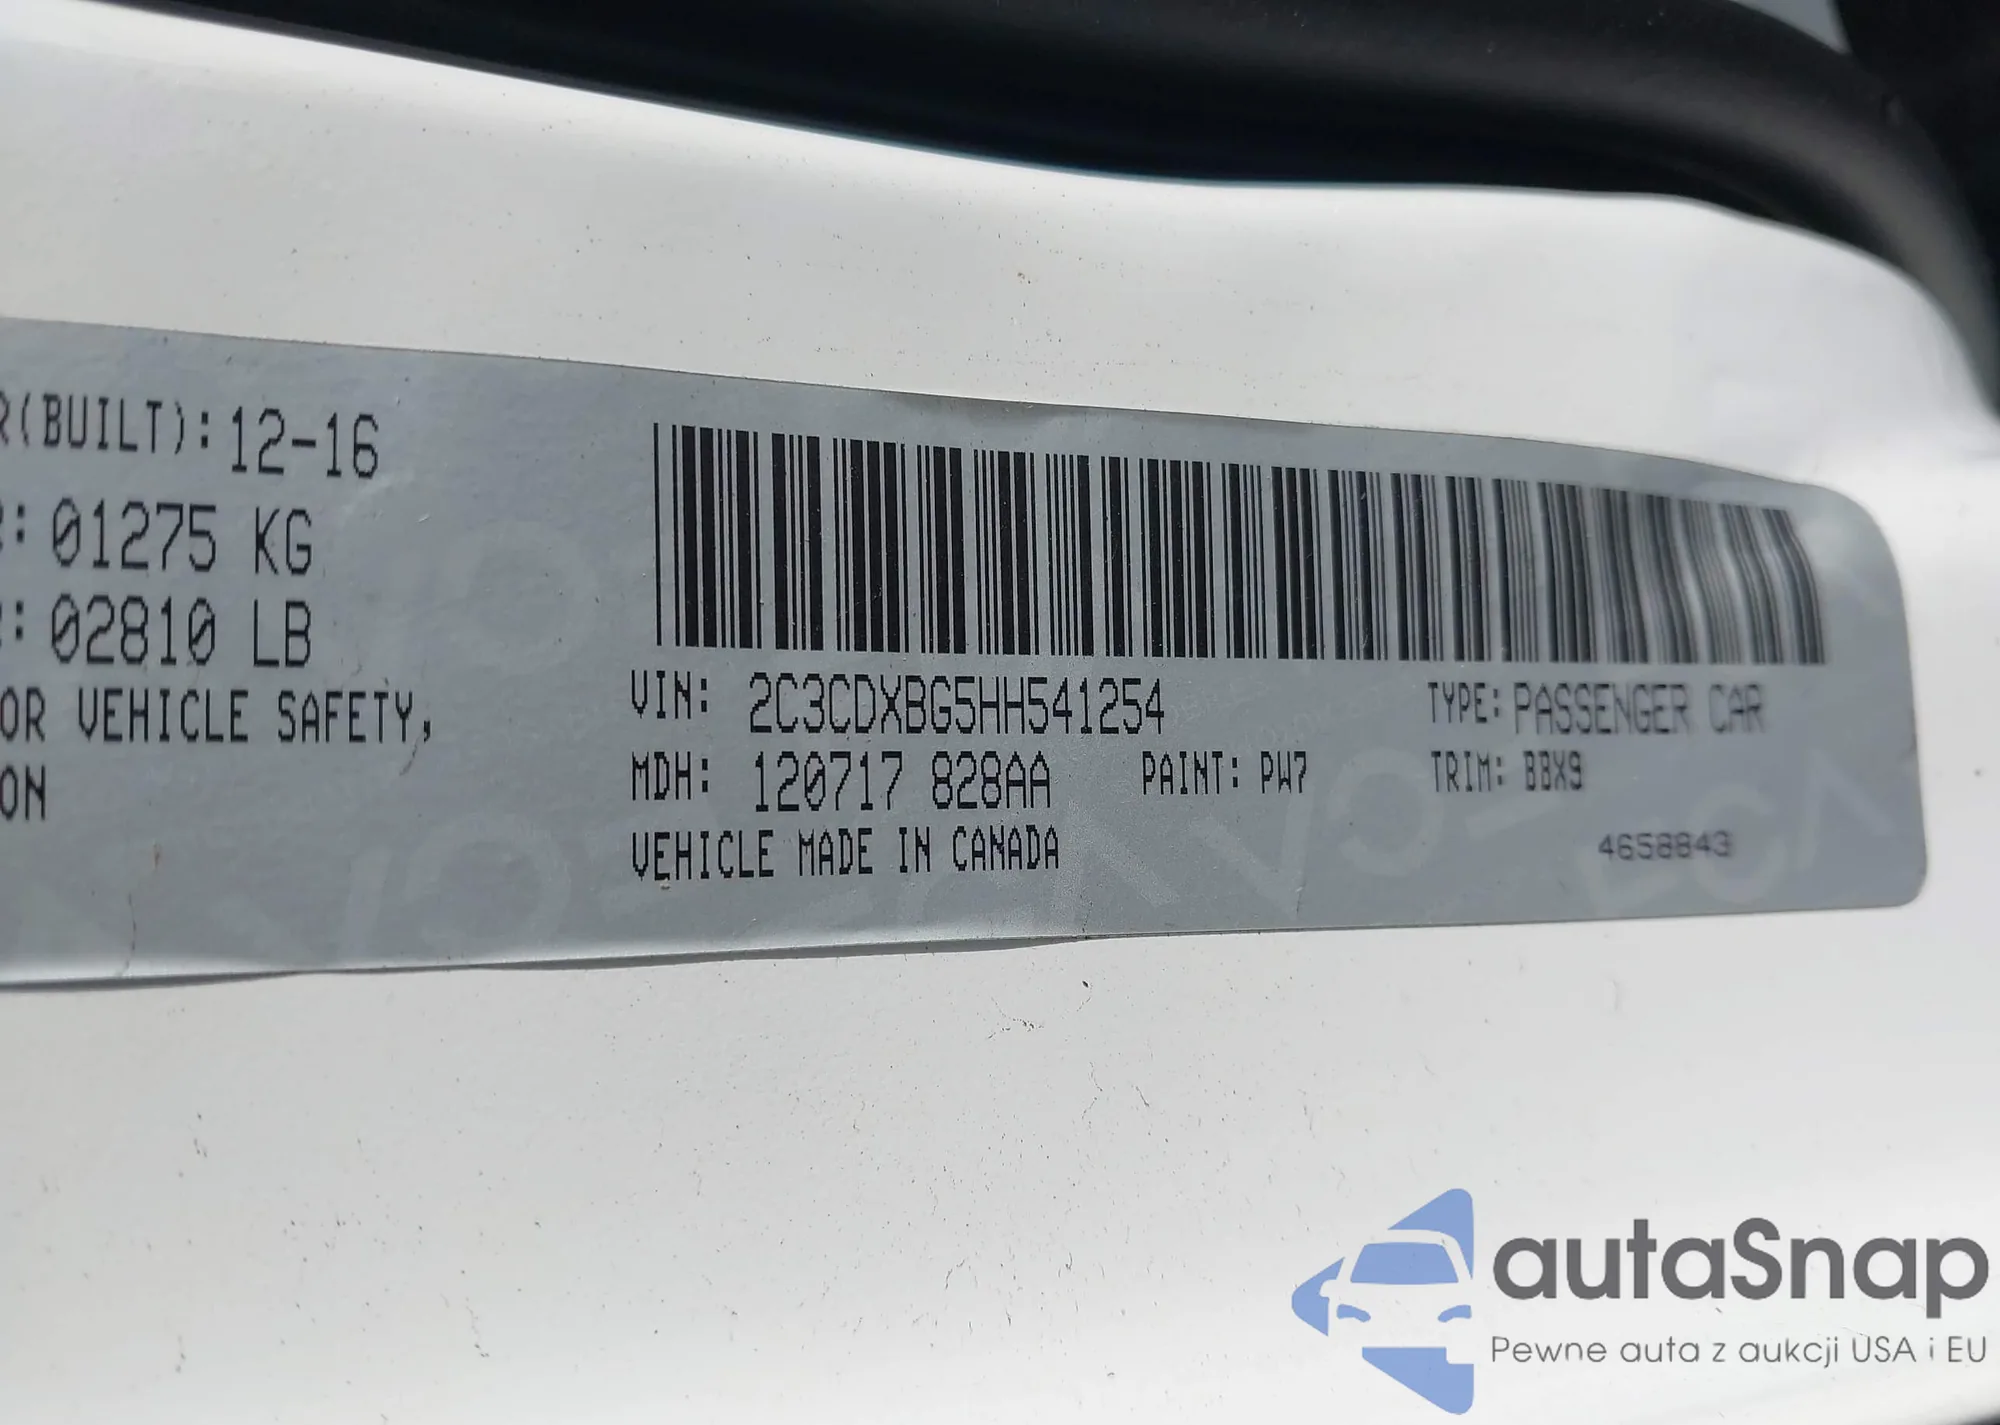 R(BUILT): 12-16
R: 01275 KG
R: 02810 LB
OR VEHICLE SAFETY,
ON
VIN: 2C3CDXBG5HH541254
TYPE: PASSENGER CAR
MDH: 120717 828AA
PAINT: PW7
TRIM: BBX9
VEHICLE MADE IN CANADA
4658843
autaSnap
Pewne auta z aukcji USA i EU